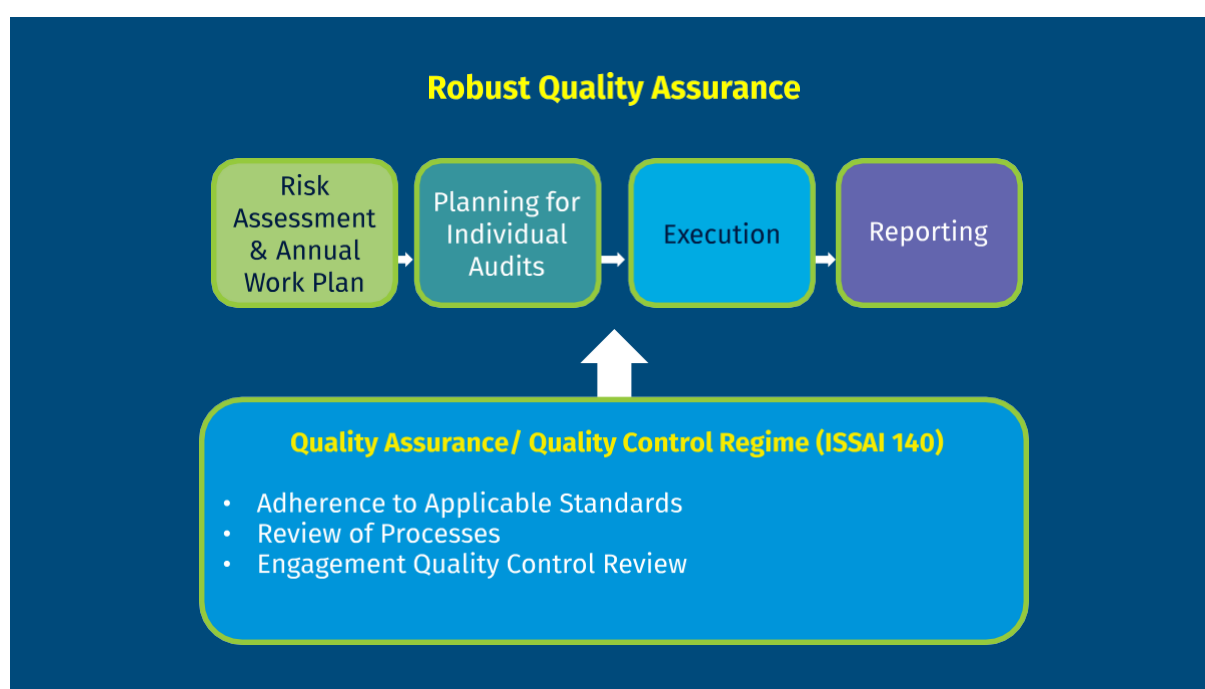 Robust Quality Assurance
Risk
Assessment
& Annual
Work Plan
Planning for
Individual
Audits
Execution
Reporting
Quality Assurance/ Quality Control Regime (ISSAI 140)
• Adherence to Applicable Standards
• Review of Processes
• Engagement Quality Control Review